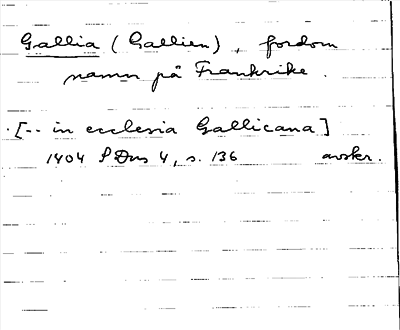 Gallia (Gallien), fordom
namn på Frankrike.
[-- in ecclesia Gallicana]
1404 SDns 4, s. 136 avskr.